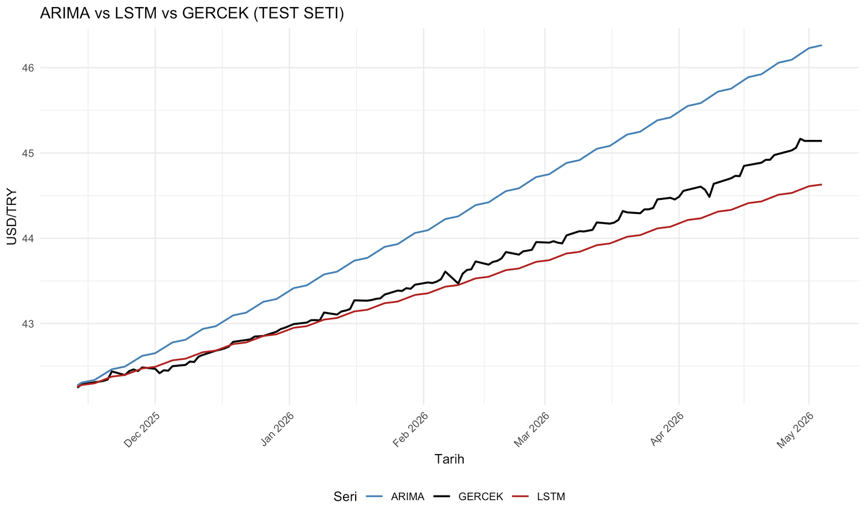 ARIMA vs LSTM vs GERCEK (TEST SETI)
46
45
44
43
USD/TRY
Dec 2025
Jan 2026
Feb 2026
Mar 2026
Apr 2026
May 2026
Tarih
Seri ARIMA GERCEK LSTM